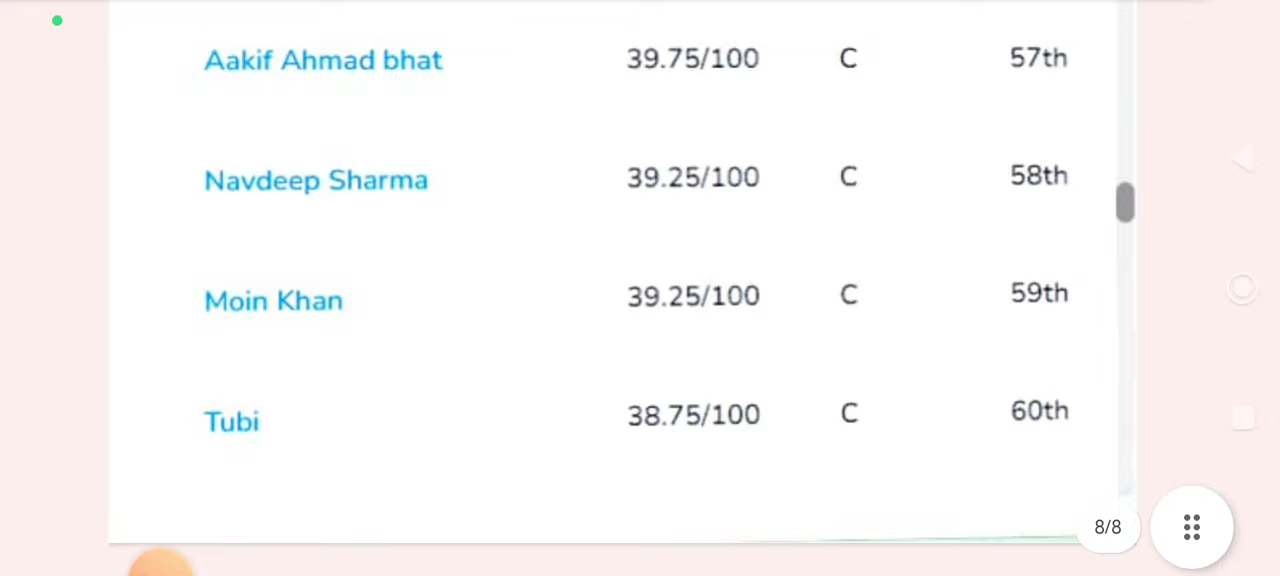 Aakif Ahmad bhat 39.75/100 C 57th
Navdeep Sharma 39.25/100 C 58th
Moin Khan 39.25/100 C 59th
Tubi 38.75/100 C 60th
8/8